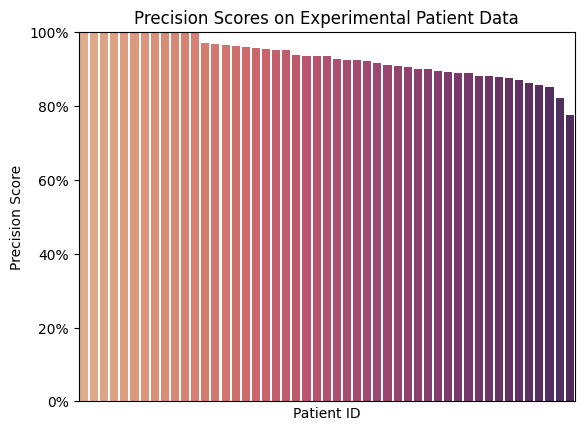 Precision Scores on Experimental Patient Data
100%
80%
60%
40%
20%
0%
Precision Score
Patient ID